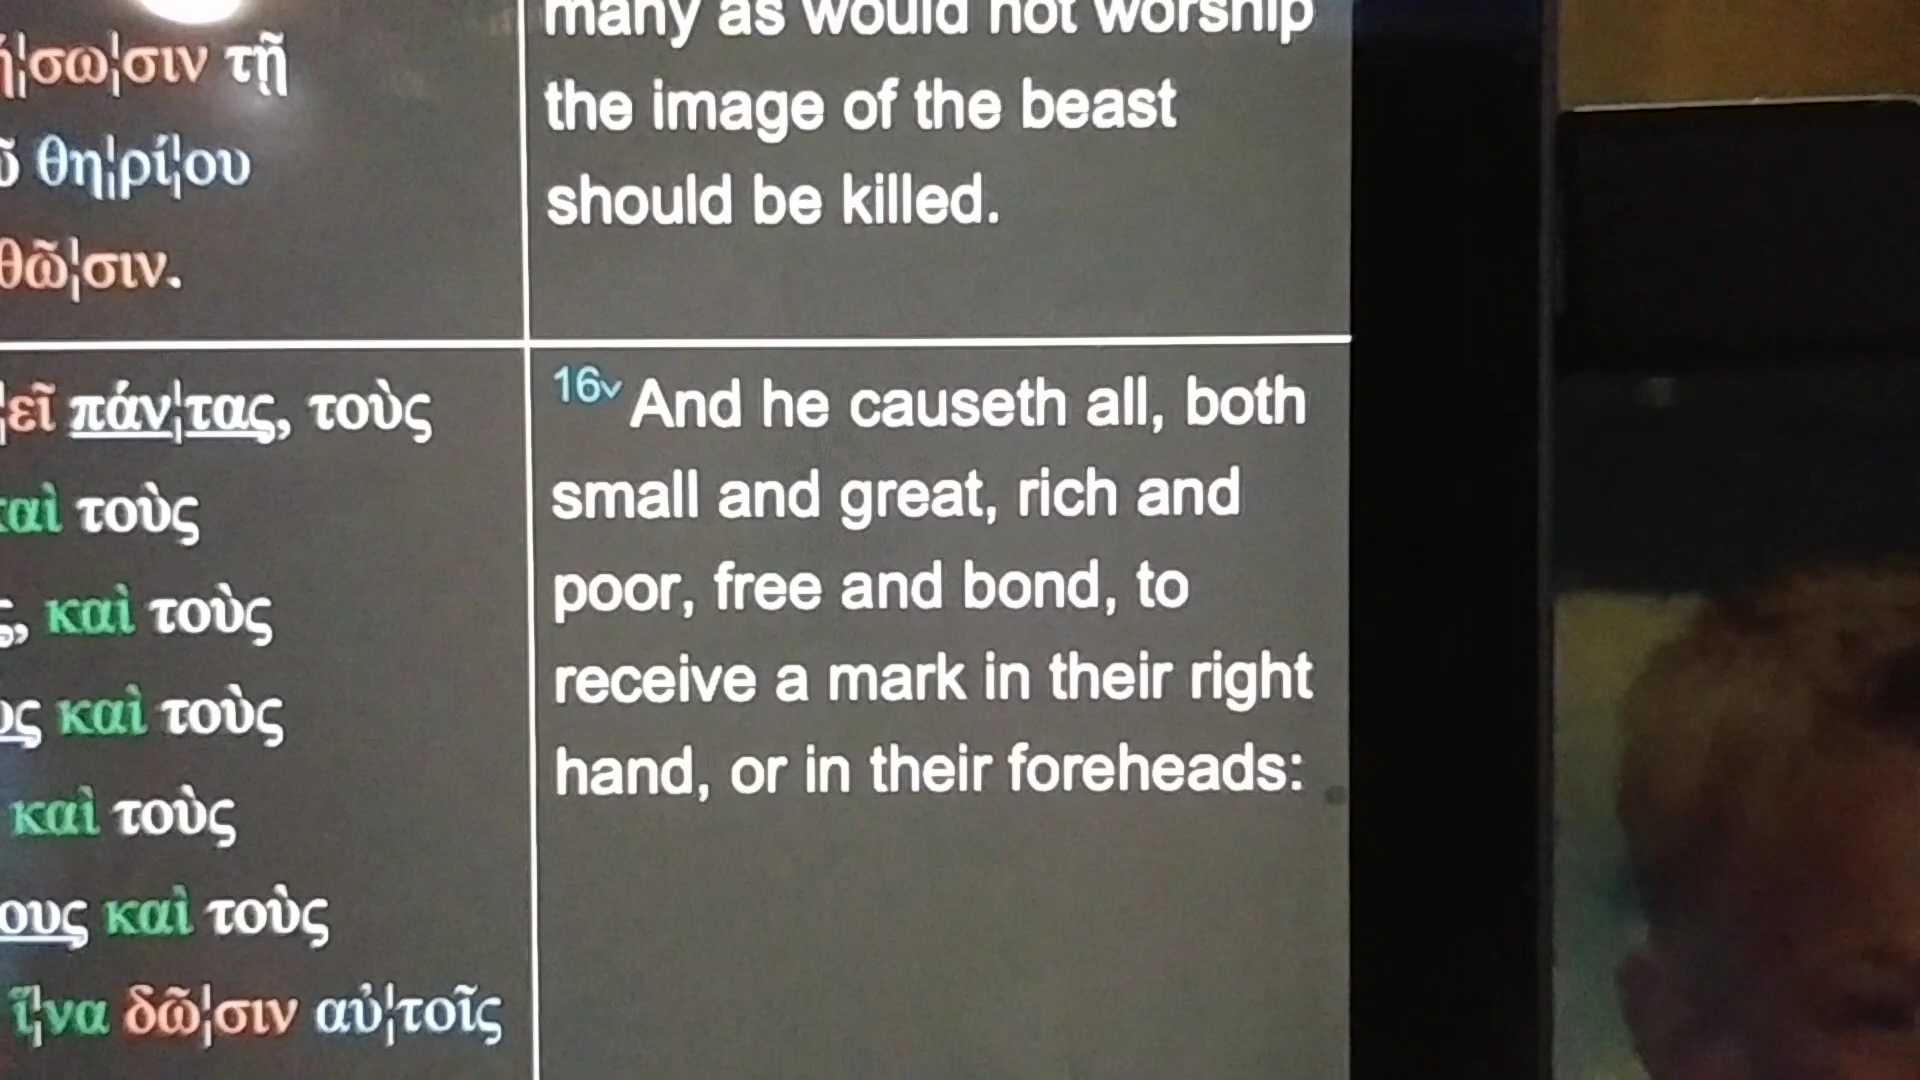 ή¦σω¦σιν τῇ
ῦ θη¦ρί¦ου
θῶ¦σιν.
¦εῖ πάν¦τας, τοὺς
καὶ τοὺς
ς, καὶ τοὺς
ος καὶ τοὺς
καὶ τοὺς
ους καὶ τοὺς
ἵ¦να δῶ¦σιν αὐ¦τοῖς
many as would not worship
the image of the beast
should be killed.
16v And he causeth all, both
small and great, rich and
poor, free and bond, to
receive a mark in their right
hand, or in their foreheads: